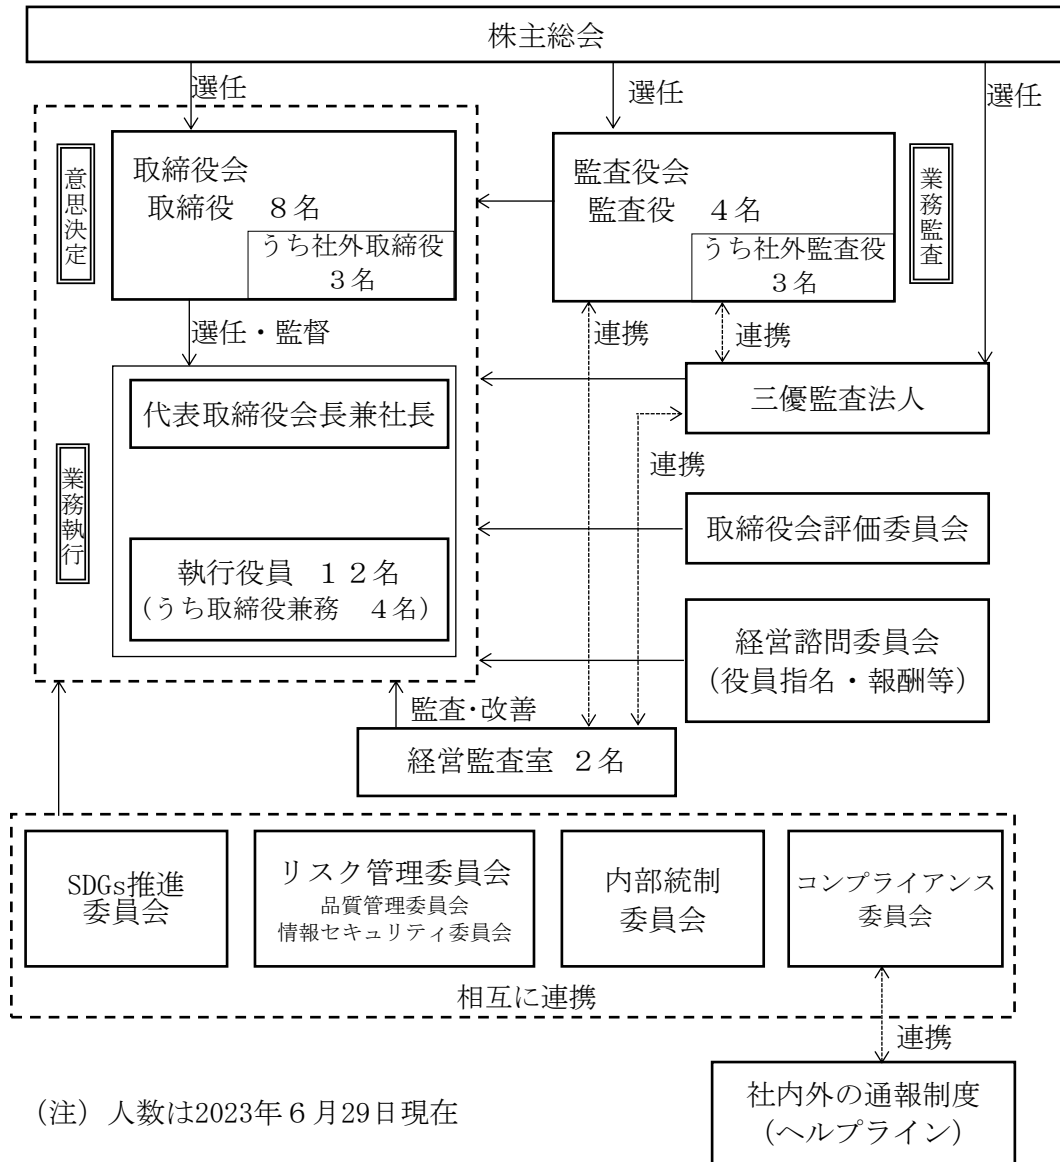 株主総会
選任
選任
選任
意思決定
取締役会
取締役　８名
うち社外取締役
３名
監査役会
監査役　４名
うち社外監査役
３名
業務監査
選任・監督
連携
連携
業務執行
代表取締役会長兼社長
三優監査法人
連携
取締役会評価委員会
執行役員　１２名
（うち取締役兼務　４名）
経営諮問委員会
（役員指名・報酬等）
監査・改善
経営監査室　２名
SDGs推進
委員会
リスク管理委員会
品質管理委員会
情報セキュリティ委員会
内部統制
委員会
コンプライアンス
委員会
相互に連携
連携
社内外の通報制度
（ヘルプライン）
（注）人数は2023年６月29日現在